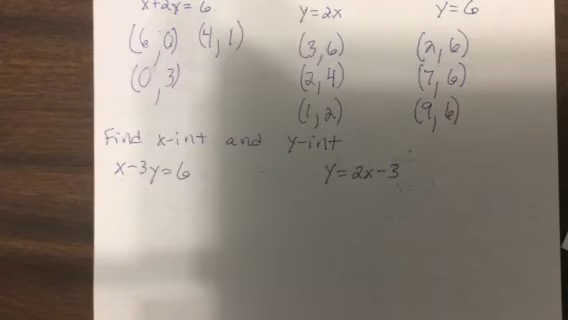 x+2y=6 y=2x y=6
(6,0) (4,1) (3,6) (2,6)
(0,3) (2,4) (7,6)
(1,2) (9,6)
Find x-int and y-int
x-3y=6 y=2x-3